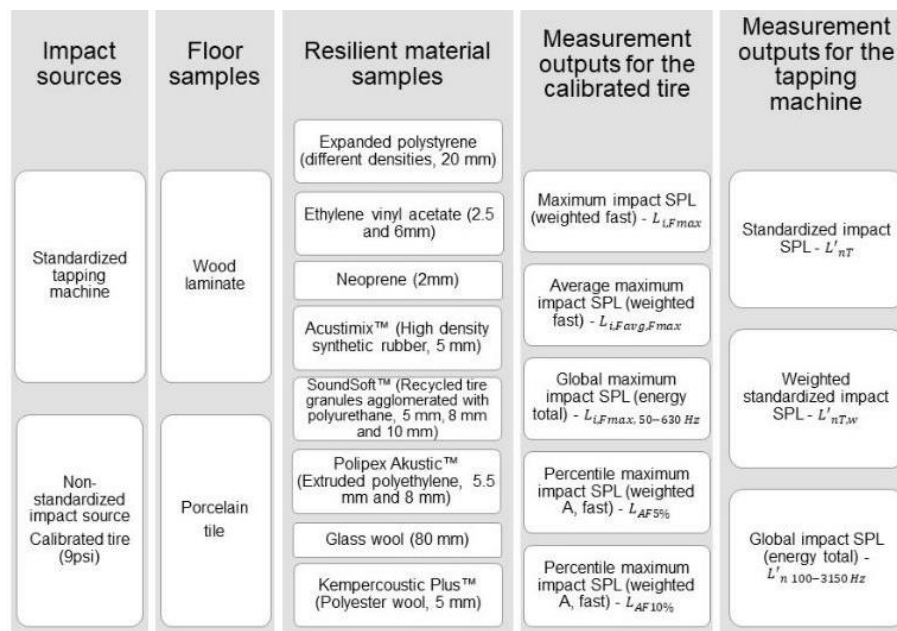 Impact
sources
Standardized
tapping
machine
Non-
standardized
impact source
Calibrated tire
(9psi)
Floor
samples
Wood
laminate
Porcelain
tile
Resilient material
samples
Expanded polystyrene
(different densities, 20 mm)
Ethylene vinyl acetate (2.5
and 6mm)
Neoprene (2mm)
Acustimix™ (High density
synthetic rubber, 5 mm)
SoundSoft™ (Recycled tire
granules agglomerated with
polyurethane, 5 mm, 8 mm
and 10 mm)
Polipex Akustic™
(Extruded polyethylene, 5.5
mm and 8 mm)
Glass wool (80 mm)
Kempercoustic Plus™
(Polyester wool, 5 mm)
Measurement
outputs for the
calibrated tire
Maximum impact SPL
(weighted fast) - Li,Fmax
Average maximum
impact SPL (weighted
fast) - Li,Favg,Fmax
Global maximum
impact SPL (energy
total) - Li,Fmax, 50–630 Hz
Percentile maximum
impact SPL (weighted
A, fast) - LAF5%
Percentile maximum
impact SPL (weighted
A, fast) - LAF10%
Measurement
outputs for the
tapping
machine
Standardized impact
SPL - L'nT
Weighted
standardized impact
SPL - L'nT,w
Global impact SPL
(energy total) -
L'n 100–3150 Hz